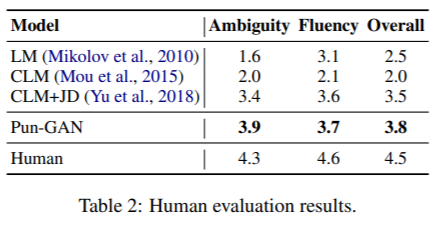 Model Ambiguity Fluency Overall
LM (Mikolov et al., 2010) 1.6 3.1 2.5
CLM (Mou et al., 2015) 2.0 2.1 2.0
CLM+JD (Yu et al., 2018) 3.4 3.6 3.5
Pun-GAN 3.9 3.7 3.8
Human 4.3 4.6 4.5
Table 2: Human evaluation results.